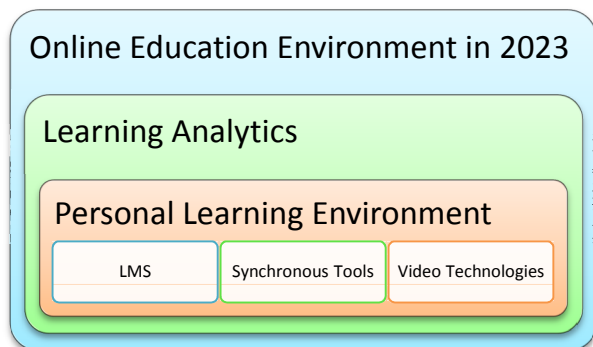 Online Education Environment in 2023
Learning Analytics
Personal Learning Environment
LMS
Synchronous Tools
Video Technologies